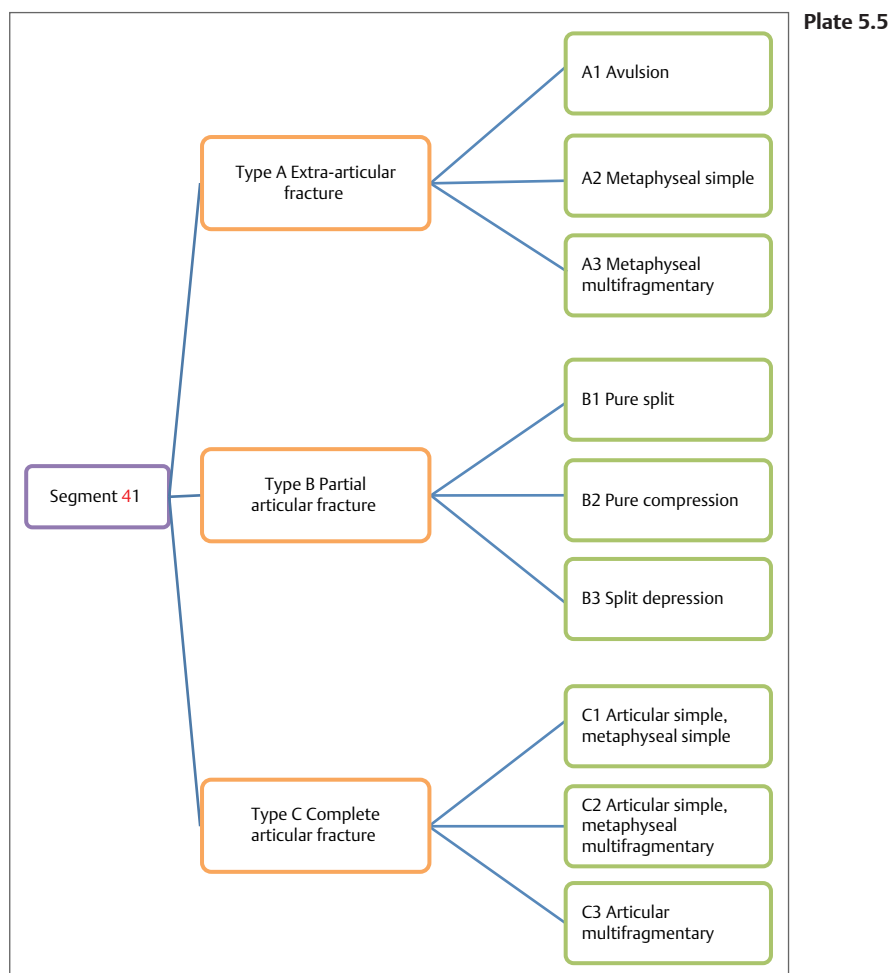 Plate 5.5
Segment 41
Type A Extra-articular
fracture
A1 Avulsion
A2 Metaphyseal simple
A3 Metaphyseal
multifragmentary
Type B Partial
articular fracture
B1 Pure split
B2 Pure compression
B3 Split depression
Type C Complete
articular fracture
C1 Articular simple,
metaphyseal simple
C2 Articular simple,
metaphyseal
multifragmentary
C3 Articular
multifragmentary